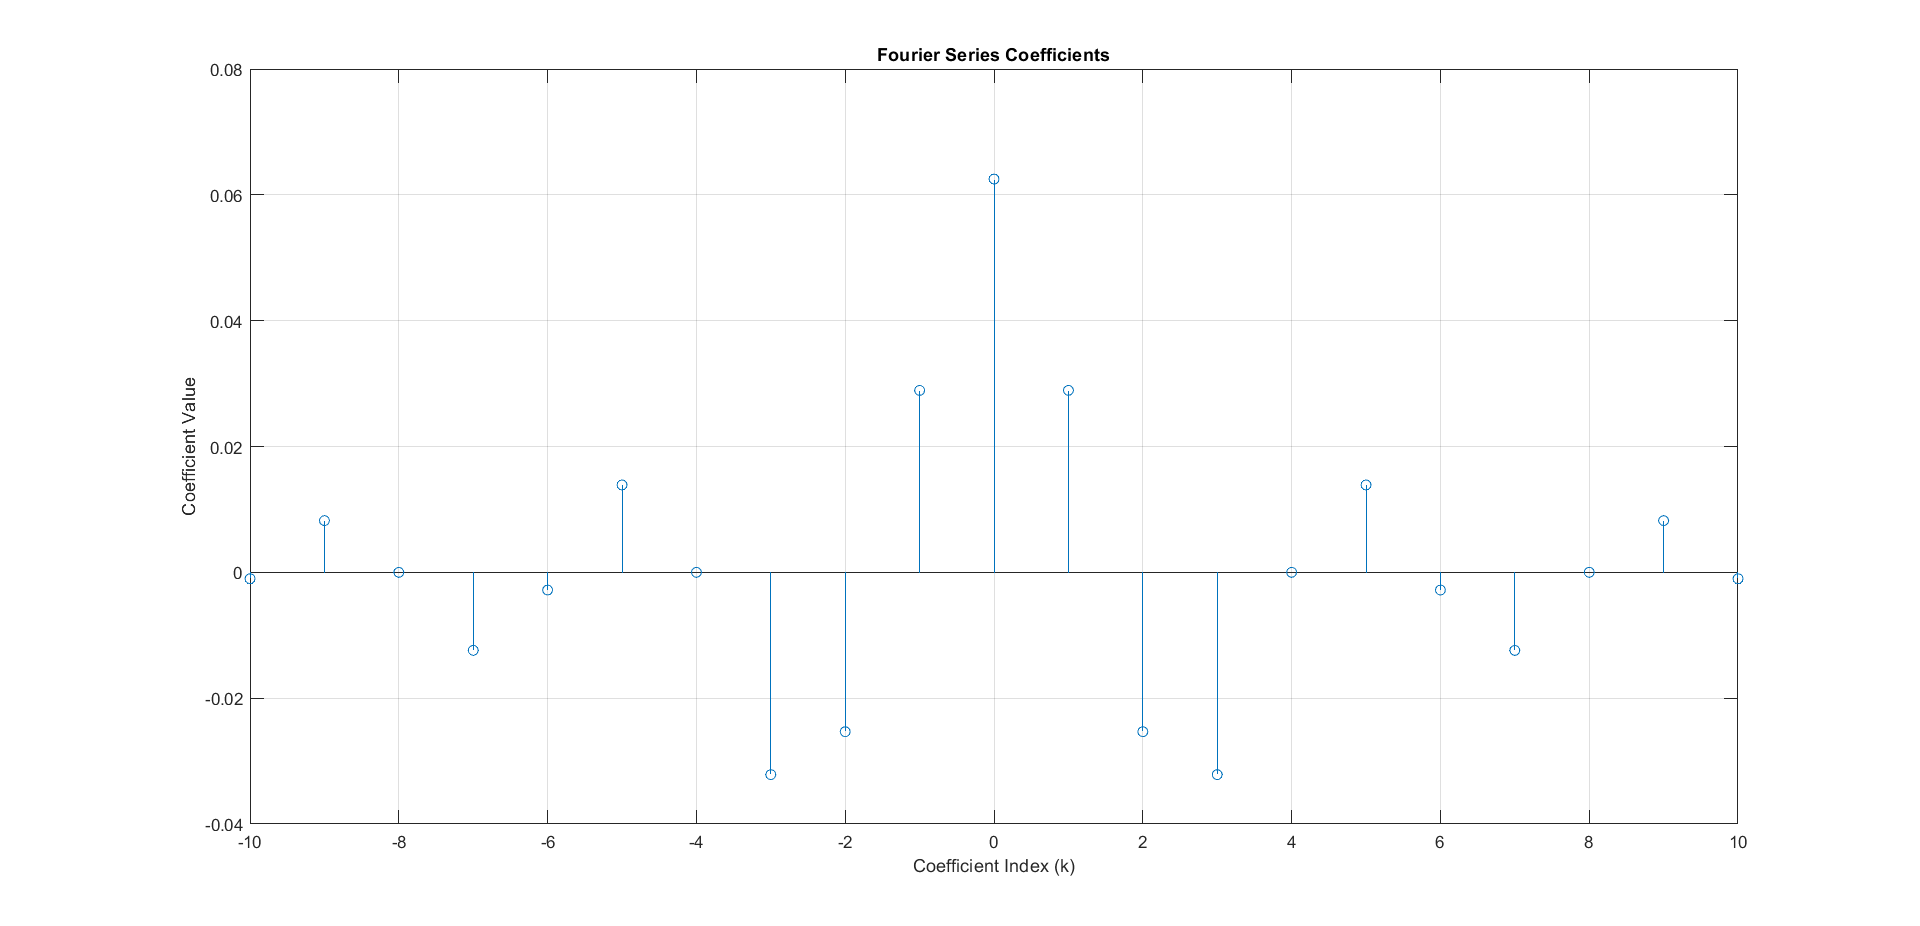 Fourier Series Coefficients
0.08
0.06
0.04
0.02
0
-0.02
-0.04
Coefficient Value
-10 -8 -6 -4 -2 0 2 4 6 8 10
Coefficient Index (k)